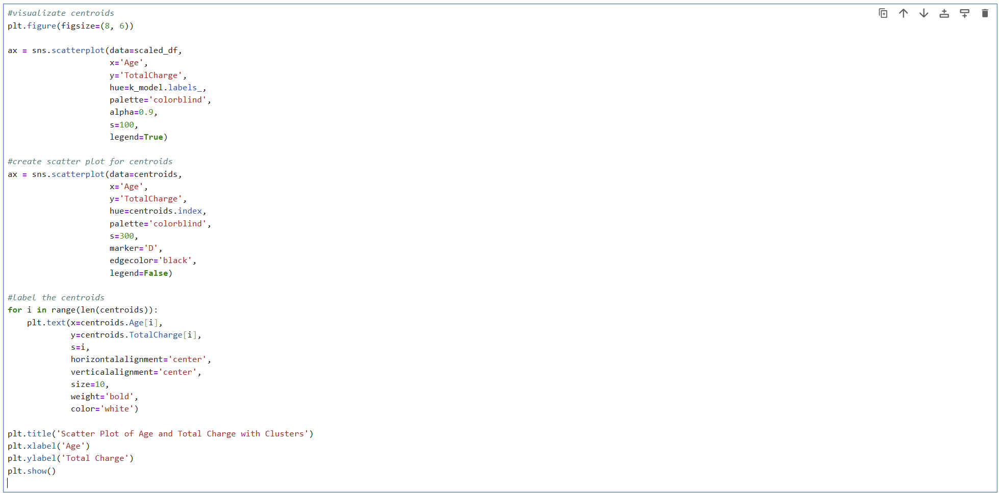 #visualizate centroids
plt.figure(figsize=(8, 6))

ax = sns.scatterplot(data=scaled_df,
                     x='Age',
                     y='TotalCharge',
                     hue=k_model.labels_,
                     palette='colorblind',
                     alpha=0.9,
                     s=100,
                     legend=True)

#create scatter plot for centroids
ax = sns.scatterplot(data=centroids,
                     x='Age',
                     y='TotalCharge',
                     hue=centroids.index,
                     palette='colorblind',
                     s=300,
                     marker='D',
                     edgecolor='black',
                     legend=False)

#label the centroids
for i in range(len(centroids)):
    plt.text(x=centroids.Age[i],
             y=centroids.TotalCharge[i],
             s=i,
             horizontalalignment='center',
             verticalalignment='center',
             size=10,
             weight='bold',
             color='white')

plt.title('Scatter Plot of Age and Total Charge with Clusters')
plt.xlabel('Age')
plt.ylabel('Total Charge')
plt.show()